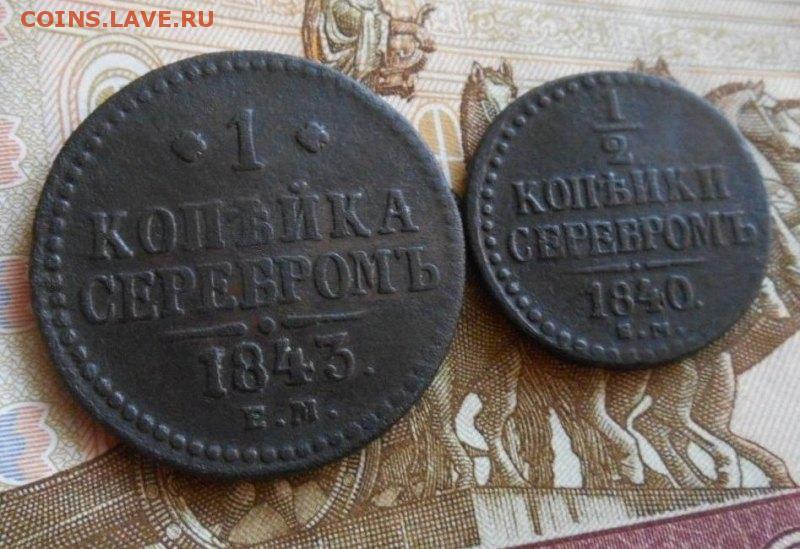 COINS.LAVE.RU
1
КОПѢЙКА
СЕРЕБРОМЪ
1843.
Е.М.
1
2
КОПѢЙКИ
СЕРЕБРОМЪ
1840.
Е.М.